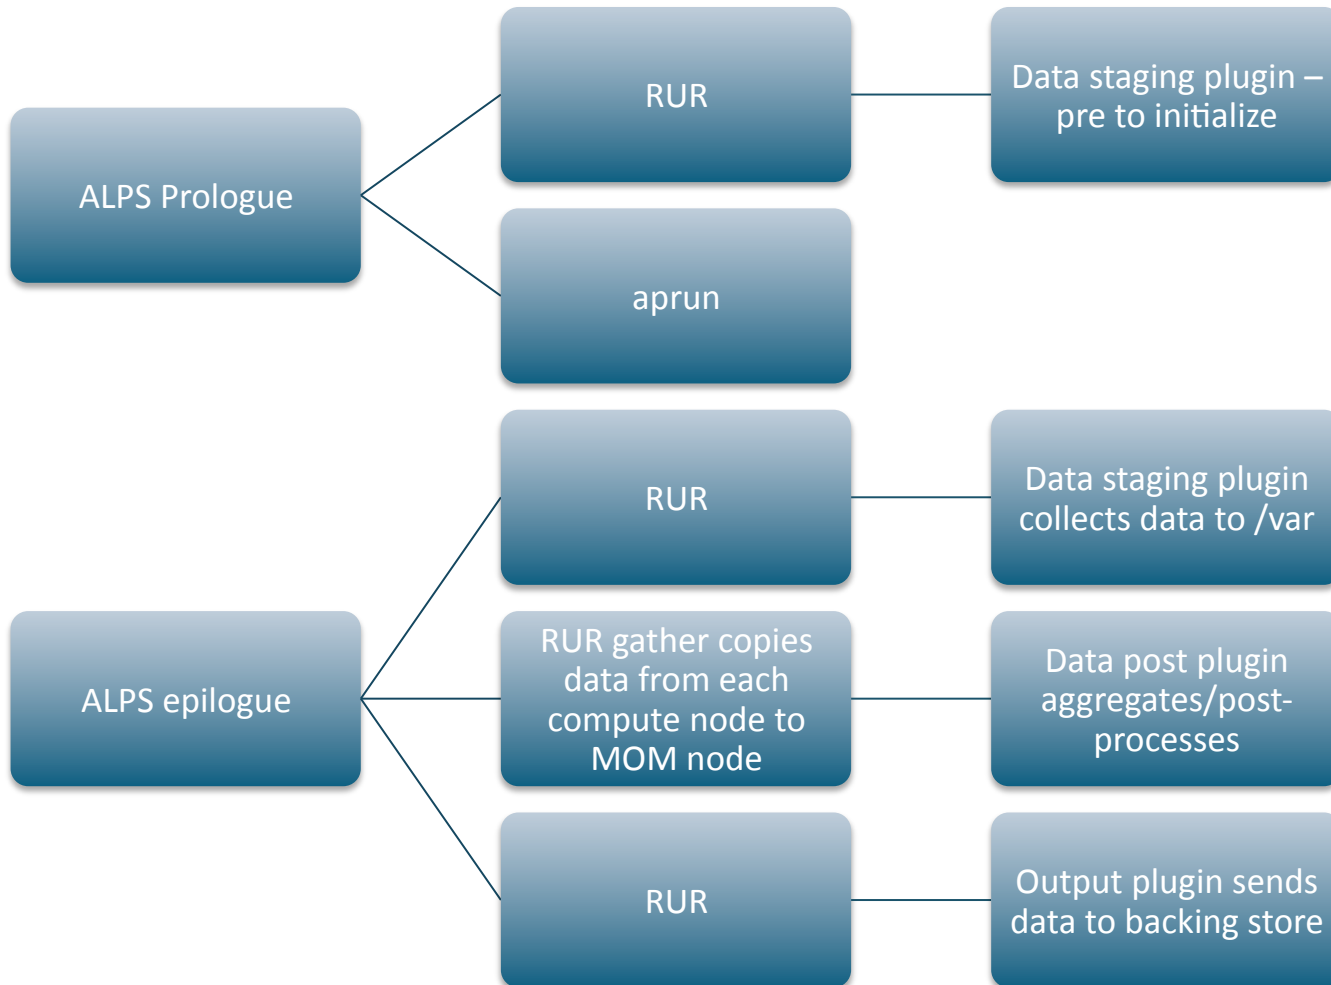 ALPS Prologue
RUR
Data staging plugin –
pre to initialize
aprun
ALPS epilogue
RUR
Data staging plugin
collects data to /var
RUR gather copies
data from each
compute node to
MOM node
Data post plugin
aggregates/post-
processes
RUR
Output plugin sends
data to backing store